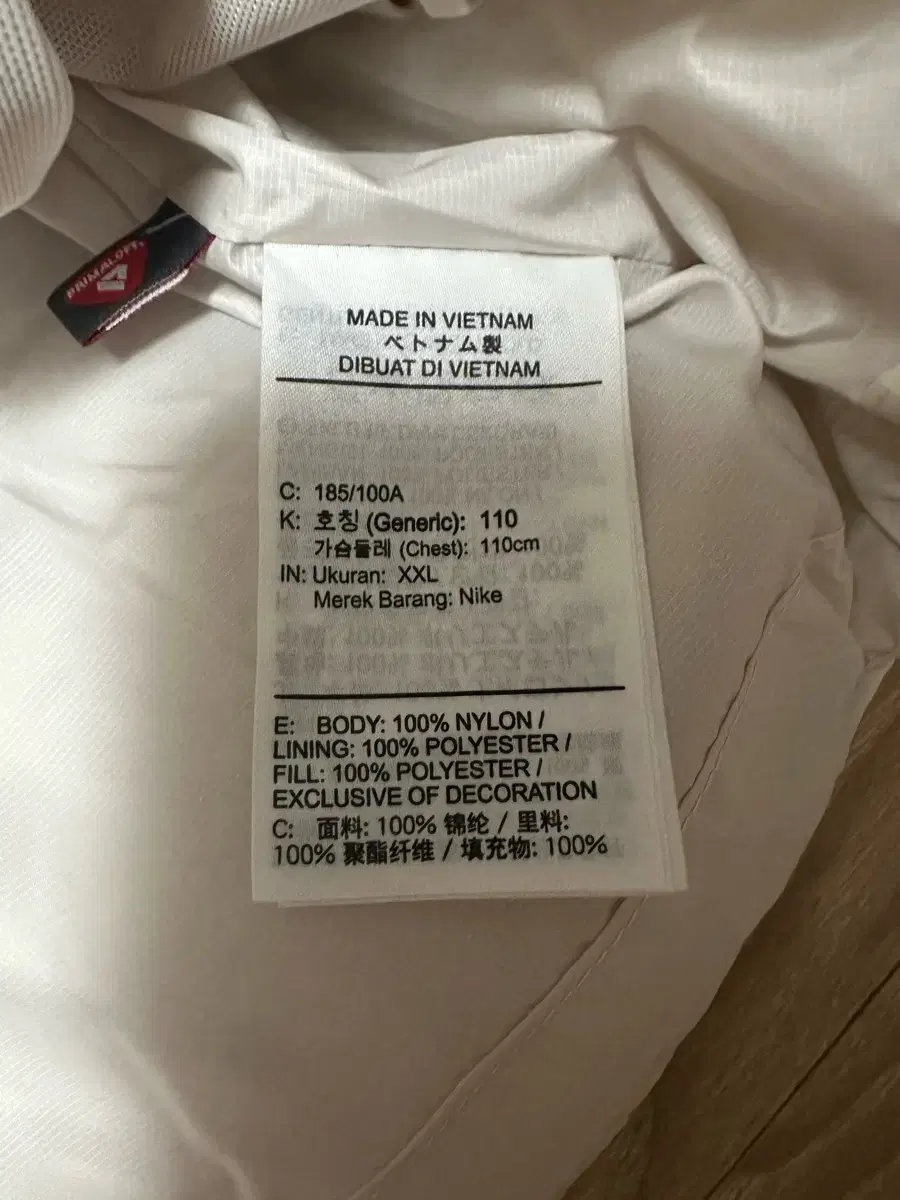 PRIMALOFT
MADE IN VIETNAM
ベトナム製
DIBUAT DI VIETNAM
C: 185/100A
K: 호칭 (Generic): 110
가슴둘레 (Chest): 110cm
IN: Ukuran: XXL
Merek Barang: Nike
E: BODY: 100% NYLON /
LINING: 100% POLYESTER /
FILL: 100% POLYESTER /
EXCLUSIVE OF DECORATION
C: 面料: 100% 锦纶 / 里料:
100% 聚酯纤维 / 填充物: 100%